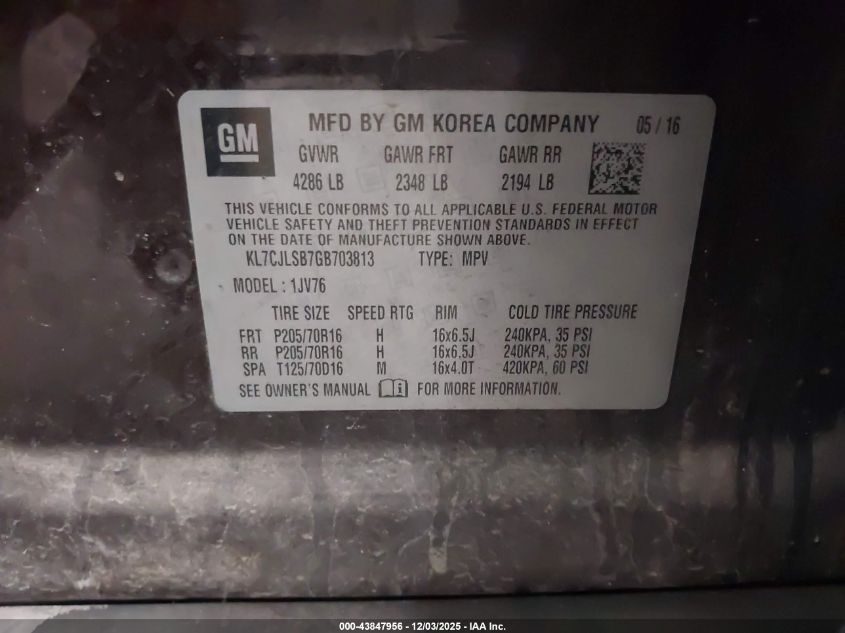 GM MFD BY GM KOREA COMPANY 05 / 16
GVWR GAWR FRT GAWR RR
4286 LB 2348 LB 2194 LB
THIS VEHICLE CONFORMS TO ALL APPLICABLE U.S. FEDERAL MOTOR
VEHICLE SAFETY AND THEFT PREVENTION STANDARDS IN EFFECT
ON THE DATE OF MANUFACTURE SHOWN ABOVE.
KL7CJLSB7GB703813 TYPE: MPV
MODEL : 1JV76
TIRE SIZE SPEED RTG RIM COLD TIRE PRESSURE
FRT P205/70R16 H 16x6.5J 240KPA, 35 PSI
RR P205/70R16 H 16x6.5J 240KPA, 35 PSI
SPA T125/70D16 M 16x4.0T 420KPA, 60 PSI
SEE OWNER'S MANUAL FOR MORE INFORMATION.
000-43847956 - 12/03/2025 - IAA Inc.